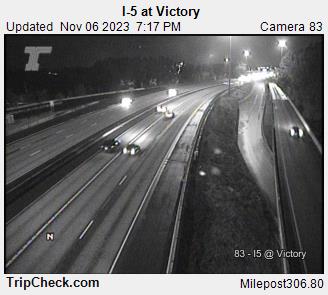 I-5 at Victory
Updated Nov 06 2023 7:17 PM Camera 83
T
N
83 - I5 @ Victory
TripCheck.com Milepost306.80